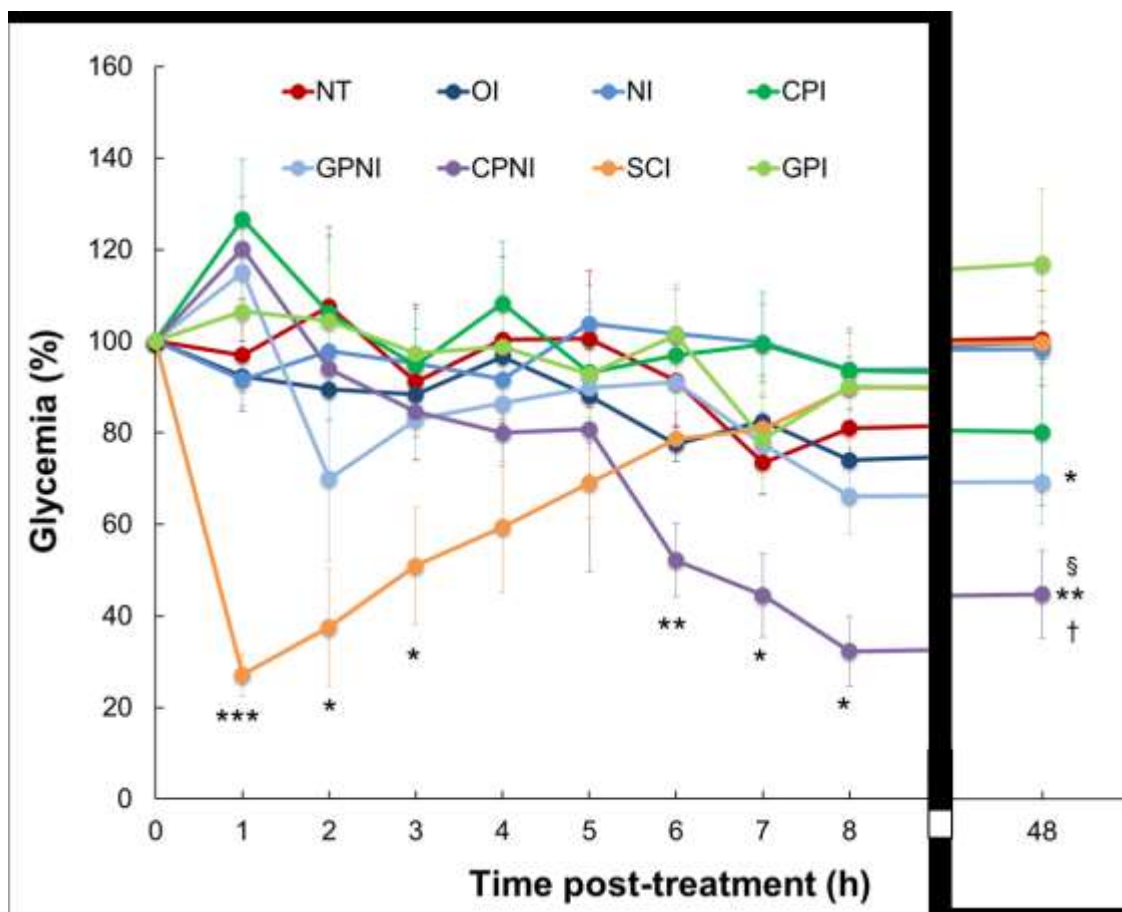 160
140
120
100
80
60
40
20
0
Glycemia (%)
NT OI NI CPI
GPNI CPNI SCI GPI
*
§
**
†
** * *
*
*** *
0 1 2 3 4 5 6 7 8 48
Time post-treatment (h)